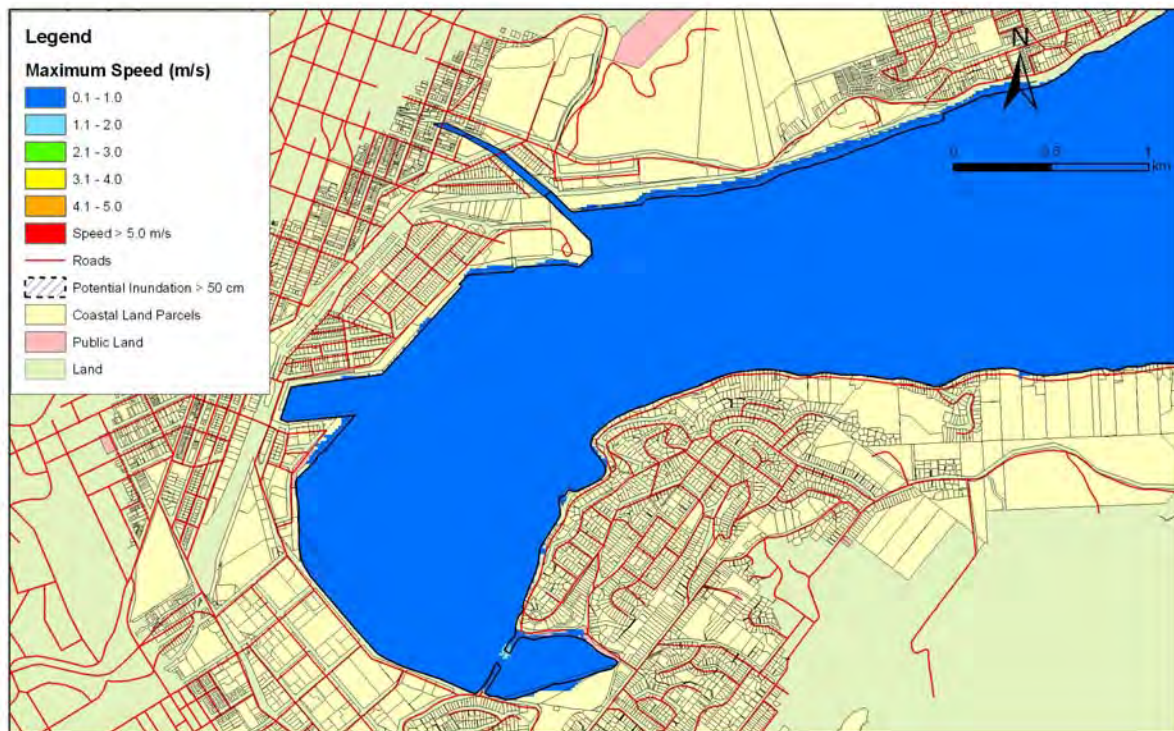 Legend
Maximum Speed (m/s)
0.1 - 1.0
1.1 - 2.0
2.1 - 3.0
3.1 - 4.0
4.1 - 5.0
Speed > 5.0 m/s
Roads
Potential Inundation > 50 cm
Coastal Land Parcels
Public Land
Land
N
0 0.5 1
km